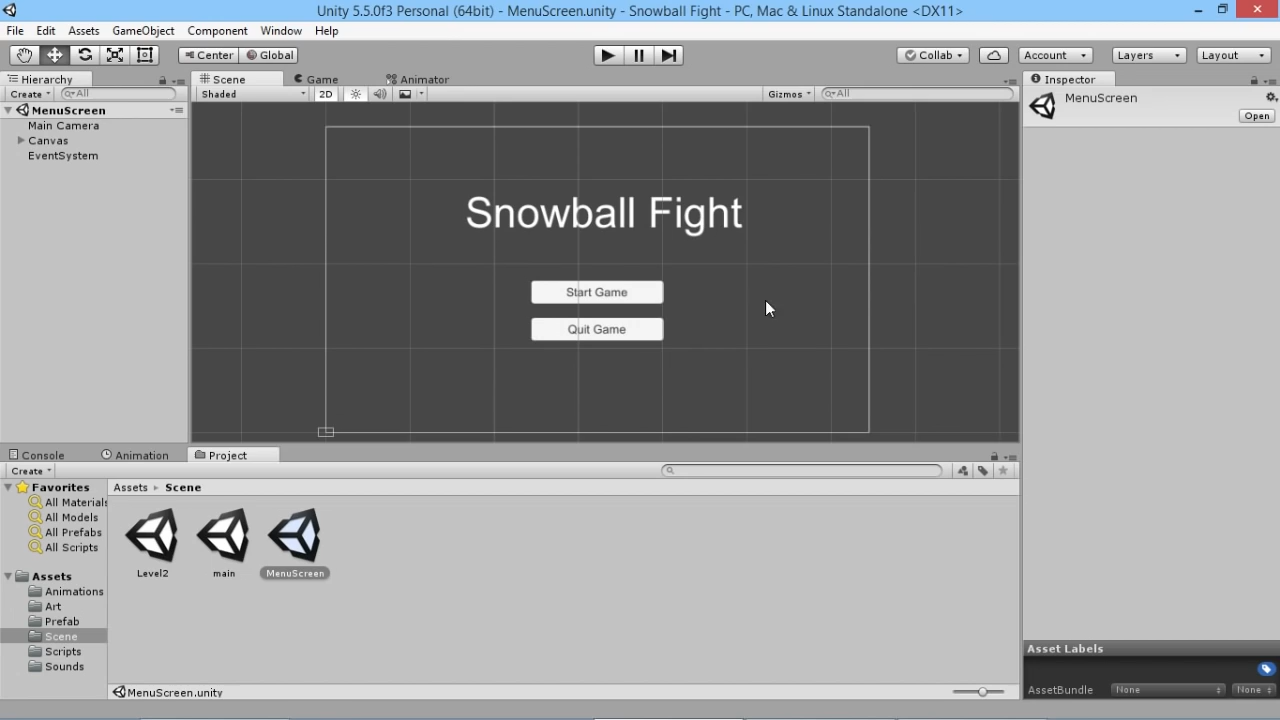 Unity 5.5.0f3 Personal (64bit) - MenuScreen.unity - Snowball Fight - PC, Mac & Linux Standalone <DX11>
File Edit Assets GameObject Component Window Help
Center Global Collab Account Layers Layout
Hierarchy Scene Game Animator Inspector
Create All Shaded 2D Gizmos All MenuScreen
Open
MenuScreen
Main Camera
Canvas
EventSystem
Snowball Fight
Start Game
Quit Game
Console Animation Project
Create
Favorites Assets Scene
All Materials
All Models
All Prefabs
All Scripts
Level2 main MenuScreen
Assets
Animations
Art
Prefab
Scene
Scripts
Sounds
MenuScreen.unity
Asset Labels
AssetBundle None None